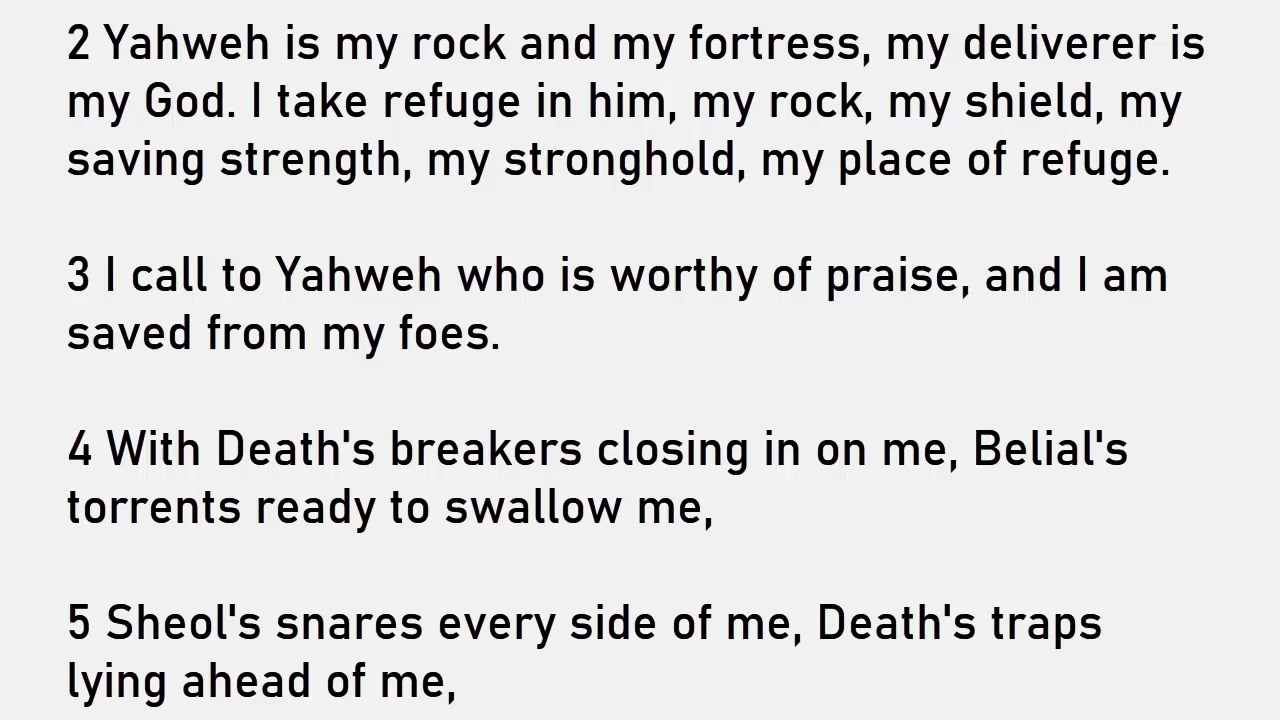 2 Yahweh is my rock and my fortress, my deliverer is
my God. I take refuge in him, my rock, my shield, my
saving strength, my stronghold, my place of refuge.
3 I call to Yahweh who is worthy of praise, and I am
saved from my foes.
4 With Death's breakers closing in on me, Belial's
torrents ready to swallow me,
5 Sheol's snares every side of me, Death's traps
lying ahead of me,